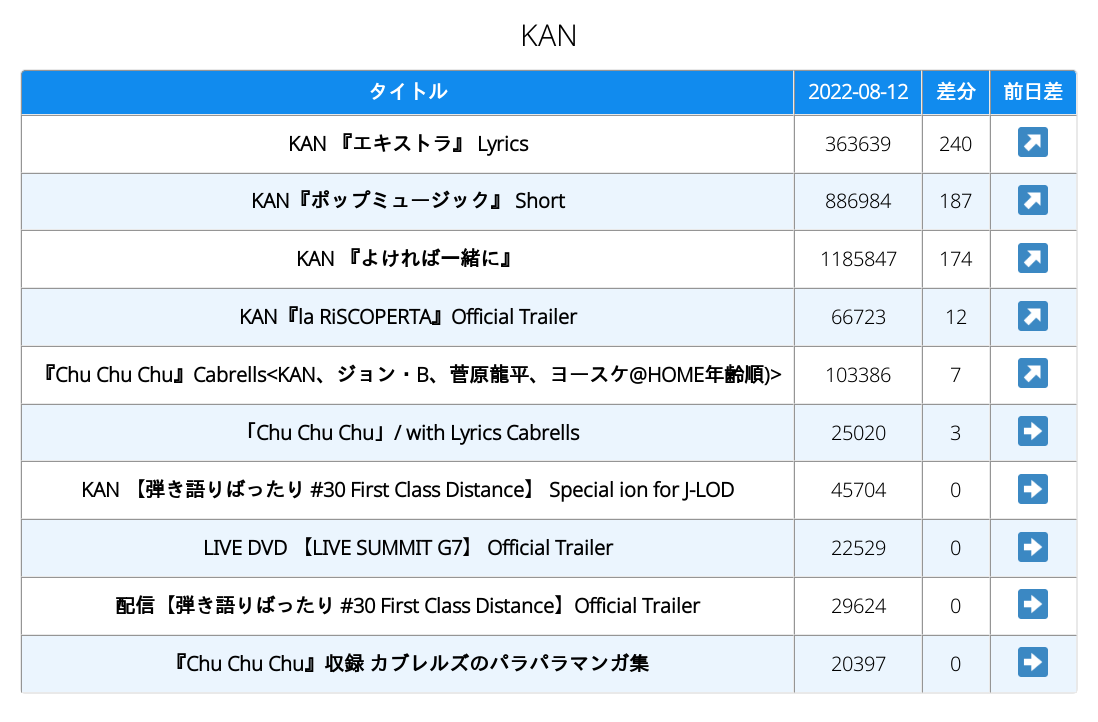 KAN
タイトル 2022-08-12 差分 前日差
KAN 『エキストラ』 Lyrics 363639 240
KAN『ポップミュージック』 Short 886984 187
KAN 『よければ一緒に』 1185847 174
KAN『la RiSCOPERTA』Official Trailer 66723 12
『Chu Chu Chu』Cabrells<KAN、ジョン・B、菅原龍平、ヨースケ@HOME年齢順)> 103386 7
「Chu Chu Chu」/ with Lyrics Cabrells 25020 3
KAN 【弾き語りばったり #30 First Class Distance】 Special ion for J-LOD 45704 0
LIVE DVD 【LIVE SUMMIT G7】 Official Trailer 22529 0
配信【弾き語りばったり #30 First Class Distance】Official Trailer 29624 0
『Chu Chu Chu』収録 カブレルズのパラパラマンガ集 20397 0